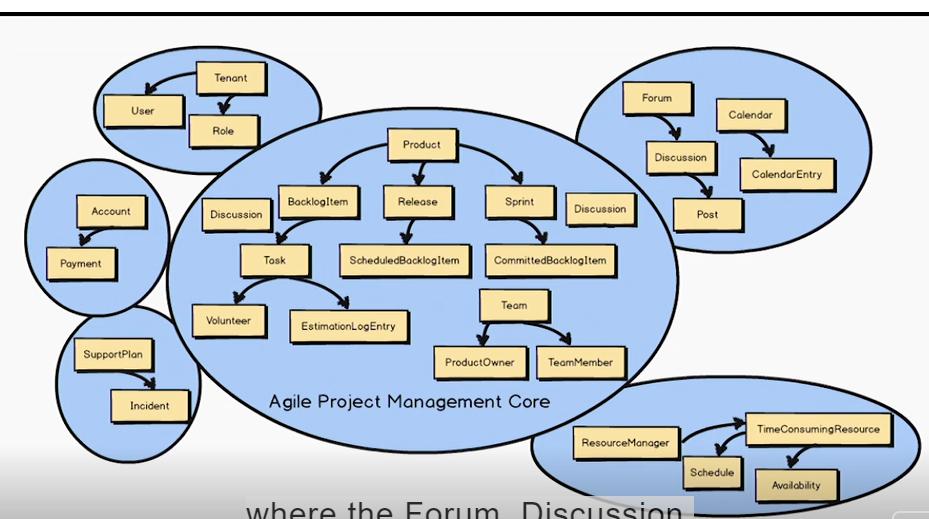 Tenant
User
Role
Forum
Calendar
Discussion
CalendarEntry
Post
Account
Payment
Product
BacklogItem
Release
Sprint
Discussion
Discussion
Task
ScheduledBacklogItem
CommittedBacklogItem
Volunteer
EstimationLogEntry
Team
ProductOwner
TeamMember
Agile Project Management Core
SupportPlan
Incident
ResourceManager
TimeConsumingResource
Schedule
Availability
where the Forum, Discussion,